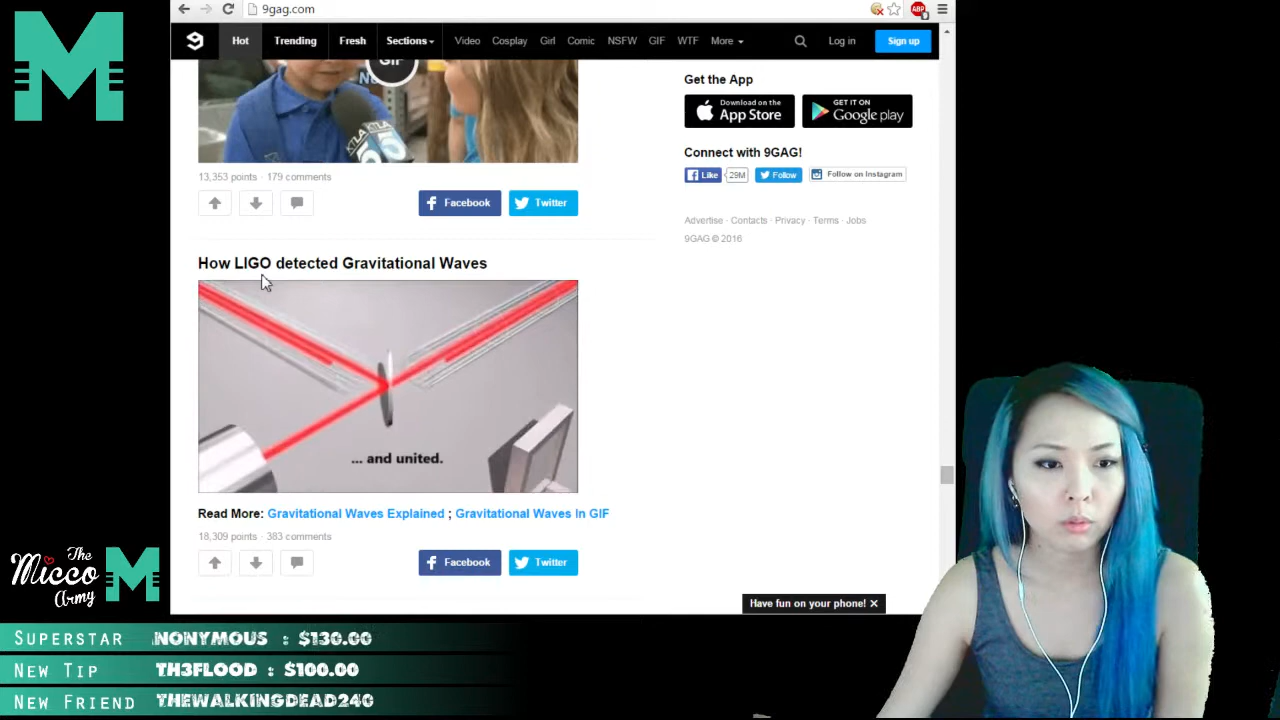 9gag.com
ABP
Hot Trending Fresh Sections Video Cosplay Girl Comic NSFW GIF WTF More Log in Sign up
GIF
KTLA
5
13,353 points · 179 comments
Facebook Twitter
How LIGO detected Gravitational Waves
... and united.
Read More: Gravitational Waves Explained ; Gravitational Waves In GIF
18,309 points · 383 comments
Facebook Twitter
Get the App
Download on the App Store
GET IT ON Google play
Connect with 9GAG!
Like 29M Follow Follow on Instagram
Advertise · Contacts · Privacy · Terms · Jobs
9GAG © 2016
Have fun on your phone! X
M
The
Micco
Army
M
SUPERSTAR NONYMOUS : $130.00
NEW TIP TH3FLOOD : $100.00
NEW FRIEND THEWALKINGDEAD240